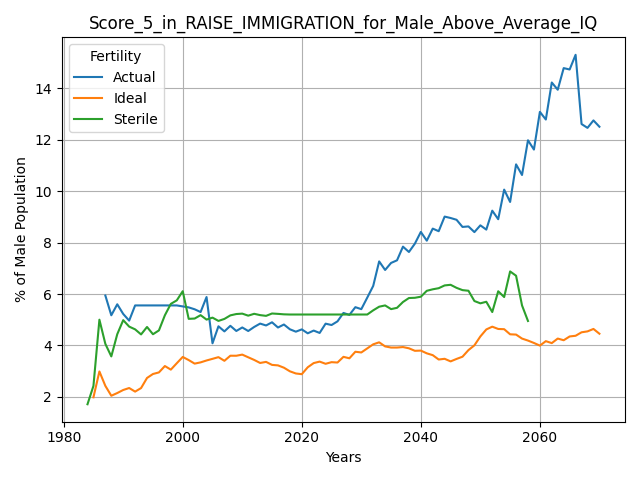 Score_5_in_RAISE_IMMIGRATION_for_Male_Above_Average_IQ
Fertility
Actual
Ideal
Sterile
% of Male Population
14
12
10
8
6
4
2
1980
2000
2020
2040
2060
Years